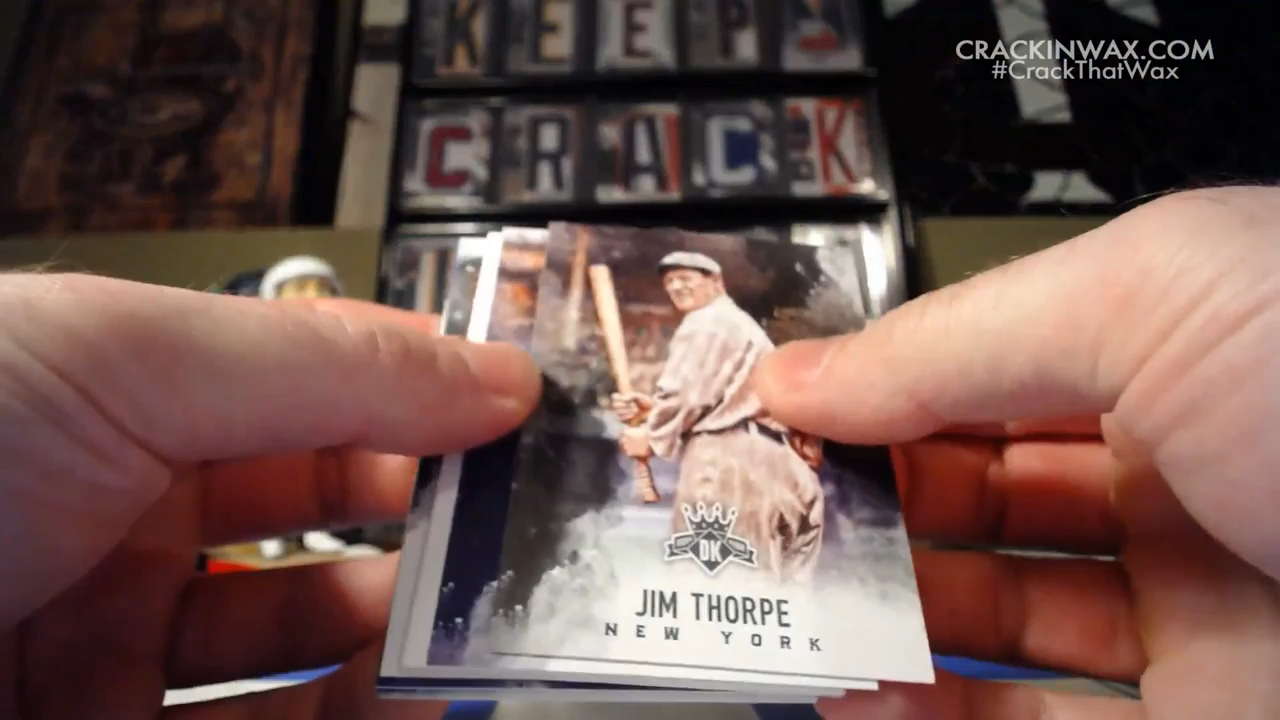 KEEP
CRACKINWAX.COM
#CrackThatWax
CRACK
DK
JIM THORPE
NEW YORK